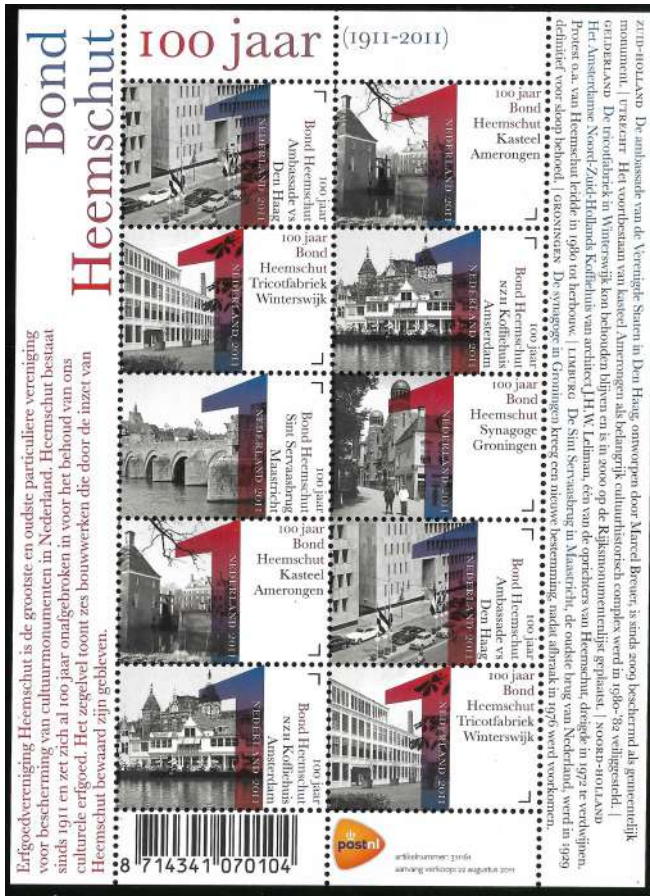 100 jaar
(1911-2011)
Bond
Heemschut
Erfgoedvereniging Heemschut is de grootste en oudste particuliere vereniging
voor bescherming van cultuurmonumenten in Nederland. Heemschut bestaat
sinds 1911 en zet zich al 100 jaar onafgebroken in voor het behoud van ons
culturele erfgoed. Het zegelvel toont zes bouwwerken die door de inzet van
Heemschut bewaard zijn gebleven.
1
NEDERLAND 2011
100 jaar
Bond Heemschut
Ambassade VS
Den Haag
1
NEDERLAND 2011
100 jaar
Bond
Heemschut
Kasteel
Amerongen
1
NEDERLAND 2011
100 jaar
Bond
Heemschut
Tricotfabriek
Winterswijk
1
NEDERLAND 2011
100 jaar
Bond Heemschut
NZH Koffiehuis
Amsterdam
1
NEDERLAND 2011
100 jaar
Bond Heemschut
Sint Servaasbrug
Maastricht
1
NEDERLAND 2011
100 jaar
Bond
Heemschut
Synagoge
Groningen
1
NEDERLAND 2011
100 jaar
Bond
Heemschut
Kasteel
Amerongen
1
NEDERLAND 2011
100 jaar
Bond Heemschut
Ambassade VS
Den Haag
1
NEDERLAND 2011
100 jaar
Bond Heemschut
NZH Koffiehuis
Amsterdam
1
NEDERLAND 2011
100 jaar
Bond
Heemschut
Tricotfabriek
Winterswijk
8 714341 070104
postnl
artikelnummer: 311161
aanvang verkoop: 22 augustus 2011
ZUID-HOLLAND De ambassade van de Verenigde Staten in Den Haag, ontworpen door Marcel Breuer, is sinds 2009 beschermd als gemeentelijk
monument. | UTRECHT Het voortbestaan van kasteel Amerongen als belangrijk cultuurhistorisch complex werd in 1980-'82 veiliggesteld. |
GELDERLAND De tricotfabriek in Winterswijk kon behouden blijven en is in 2000 op de Rijksmonumentenlijst geplaatst. | NOORD-HOLLAND
Het Amsterdamse Noord-Zuid-Hollands Koffiehuis van architect J.H.W. Leliman, één van de oprichters van Heemschut, dreigde in 1972 te verdwijnen.
Protest o.a. van Heemschut leidde in 1980 tot herbouw. | LIMBURG De Sint Servaasbrug in Maastricht, de oudste brug van Nederland, werd in 1929
definitief voor sloop behoed. | GRONINGEN De synagoge in Groningen kreeg een nieuwe bestemming, nadat afbraak in 1976 werd voorkomen.